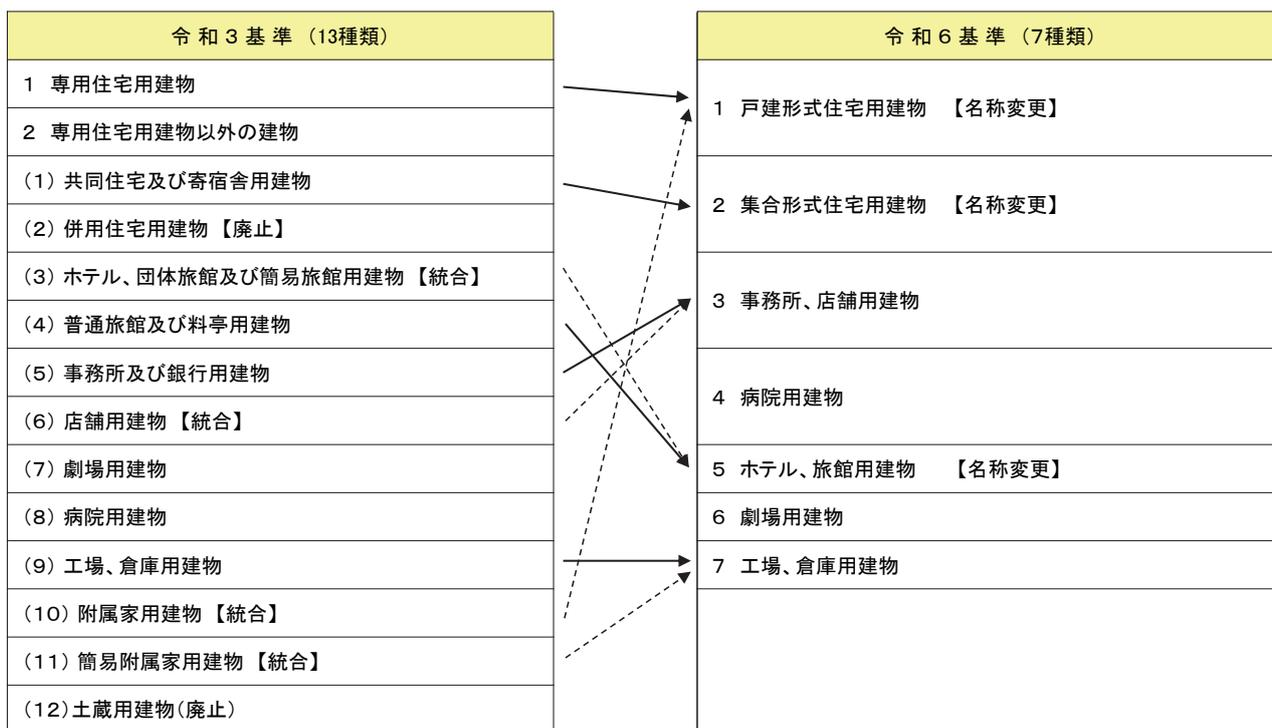 令和3基準（13種類）
1 専用住宅用建物
2 専用住宅用建物以外の建物
（1）共同住宅及び寄宿舎用建物
（2）併用住宅用建物【廃止】
（3）ホテル、団体旅館及び簡易旅館用建物【統合】
（4）普通旅館及び料亭用建物
（5）事務所及び銀行用建物
（6）店舗用建物【統合】
（7）劇場用建物
（8）病院用建物
（9）工場、倉庫用建物
（10）附属家用建物【統合】
（11）簡易附属家用建物【統合】
（12）土蔵用建物（廃止）
令和6基準（7種類）
1 戸建形式住宅用建物 【名称変更】
2 集合形式住宅用建物 【名称変更】
3 事務所、店舗用建物
4 病院用建物
5 ホテル、旅館用建物 【名称変更】
6 劇場用建物
7 工場、倉庫用建物